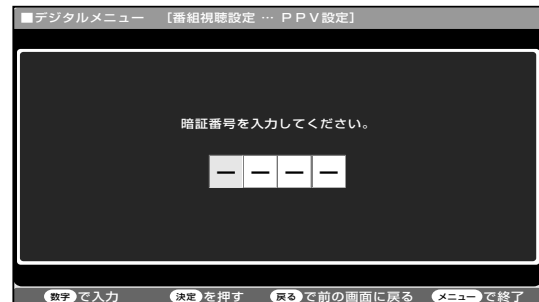 ■デジタルメニュー [番組視聴設定 … PPV設定]
暗証番号を入力してください。
－ － － －
数字 で入力 決定 を押す 戻る で前の画面に戻る メニュー で終了